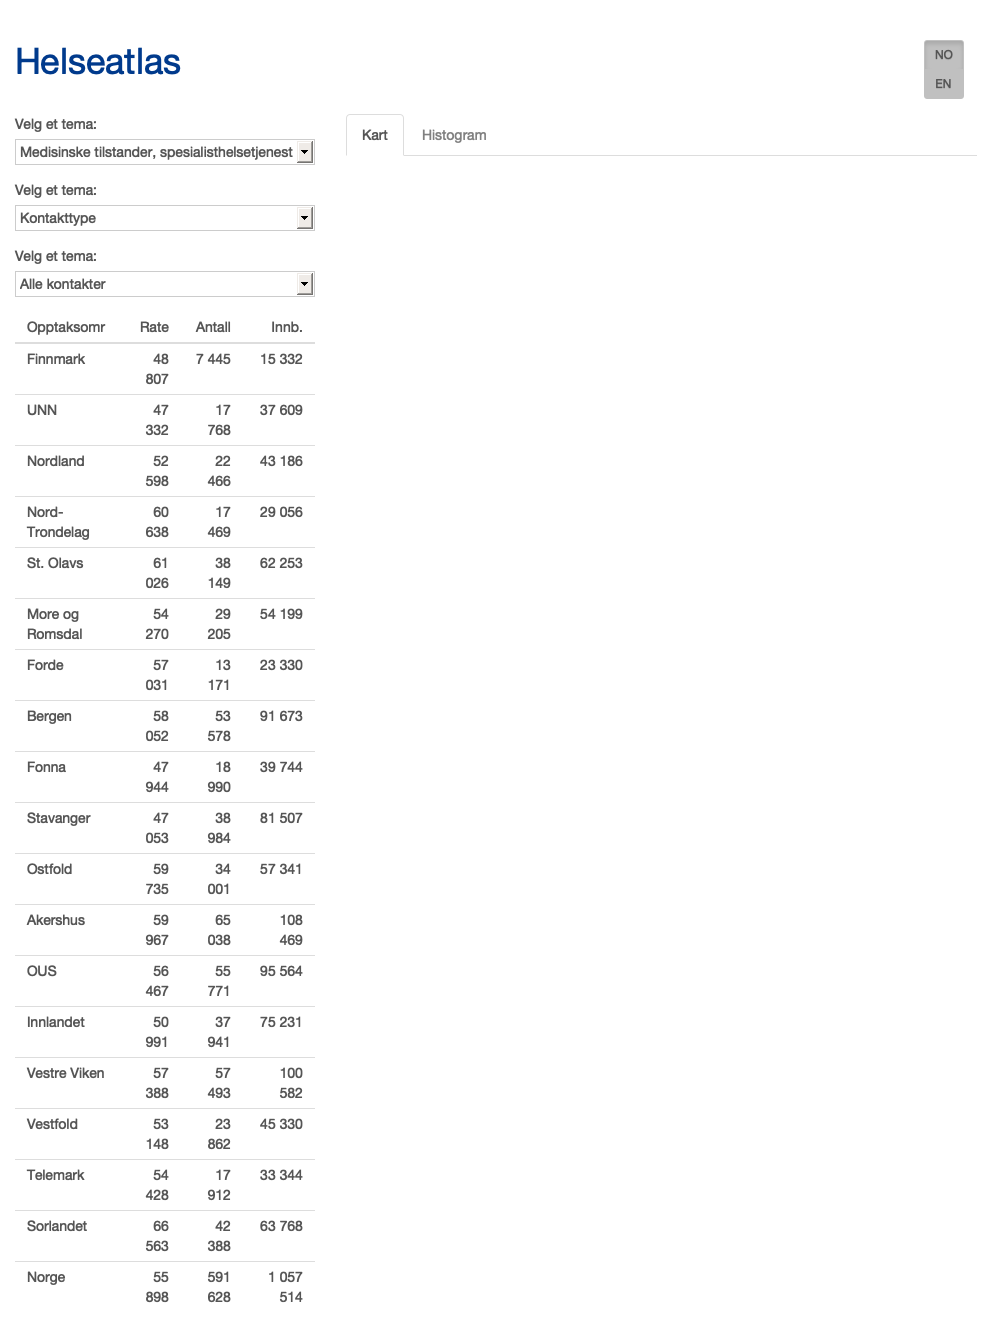 Helseatlas
NO
EN
Velg et tema:
Medisinske tilstander, spesialisthelsetjenest
Velg et tema:
Kontakttype
Velg et tema:
Alle kontakter
Kart Histogram
Opptaksomr Rate Antall Innb.
Finnmark 48 7 445 15 332
807
UNN 47 17 37 609
332 768
Nordland 52 22 43 186
598 466
Nord- 60 17 29 056
Trondelag 638 469
St. Olavs 61 38 62 253
026 149
More og 54 29 54 199
Romsdal 270 205
Forde 57 13 23 330
031 171
Bergen 58 53 91 673
052 578
Fonna 47 18 39 744
944 990
Stavanger 47 38 81 507
053 984
Ostfold 59 34 57 341
735 001
Akershus 59 65 108
967 038 469
OUS 56 55 95 564
467 771
Innlandet 50 37 75 231
991 941
Vestre Viken 57 57 100
388 493 582
Vestfold 53 23 45 330
148 862
Telemark 54 17 33 344
428 912
Sorlandet 66 42 63 768
563 388
Norge 55 591 1 057
898 628 514